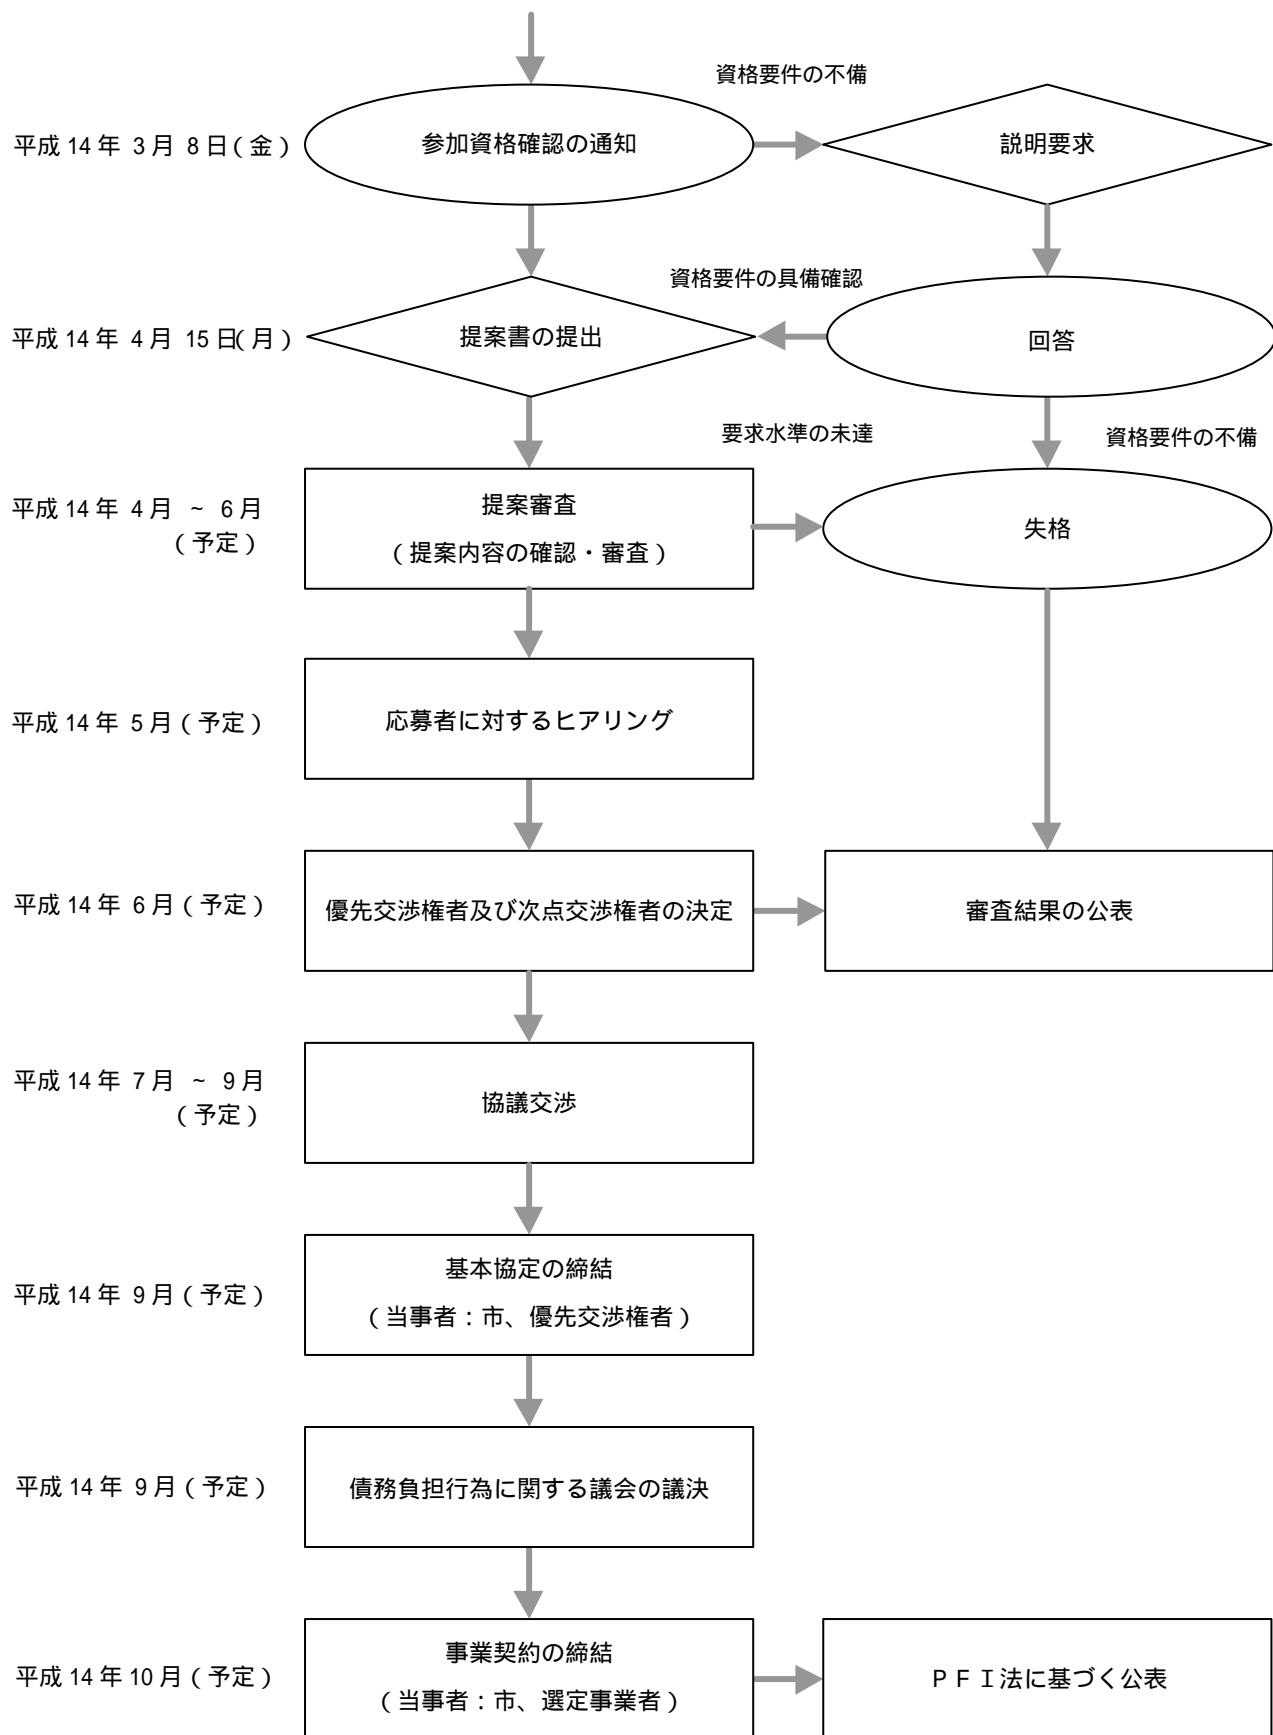 資格要件の不備
平成 14 年 3 月 8 日（金）
参加資格確認の通知
説明要求
資格要件の具備確認
平成 14 年 4 月 15 日（月）
提案書の提出
回答
要求水準の未達
資格要件の不備
平成 14 年 4 月 ~ 6 月
（予定）
提案審査
（提案内容の確認・審査）
失格
平成 14 年 5 月（予定）
応募者に対するヒアリング
平成 14 年 6 月（予定）
優先交渉権者及び次点交渉権者の決定
審査結果の公表
平成 14 年 7 月 ~ 9 月
（予定）
協議交渉
平成 14 年 9 月（予定）
基本協定の締結
（当事者：市、優先交渉権者）
平成 14 年 9 月（予定）
債務負担行為に関する議会の議決
平成 14 年 10 月（予定）
事業契約の締結
（当事者：市、選定事業者）
ＰＦＩ法に基づく公表